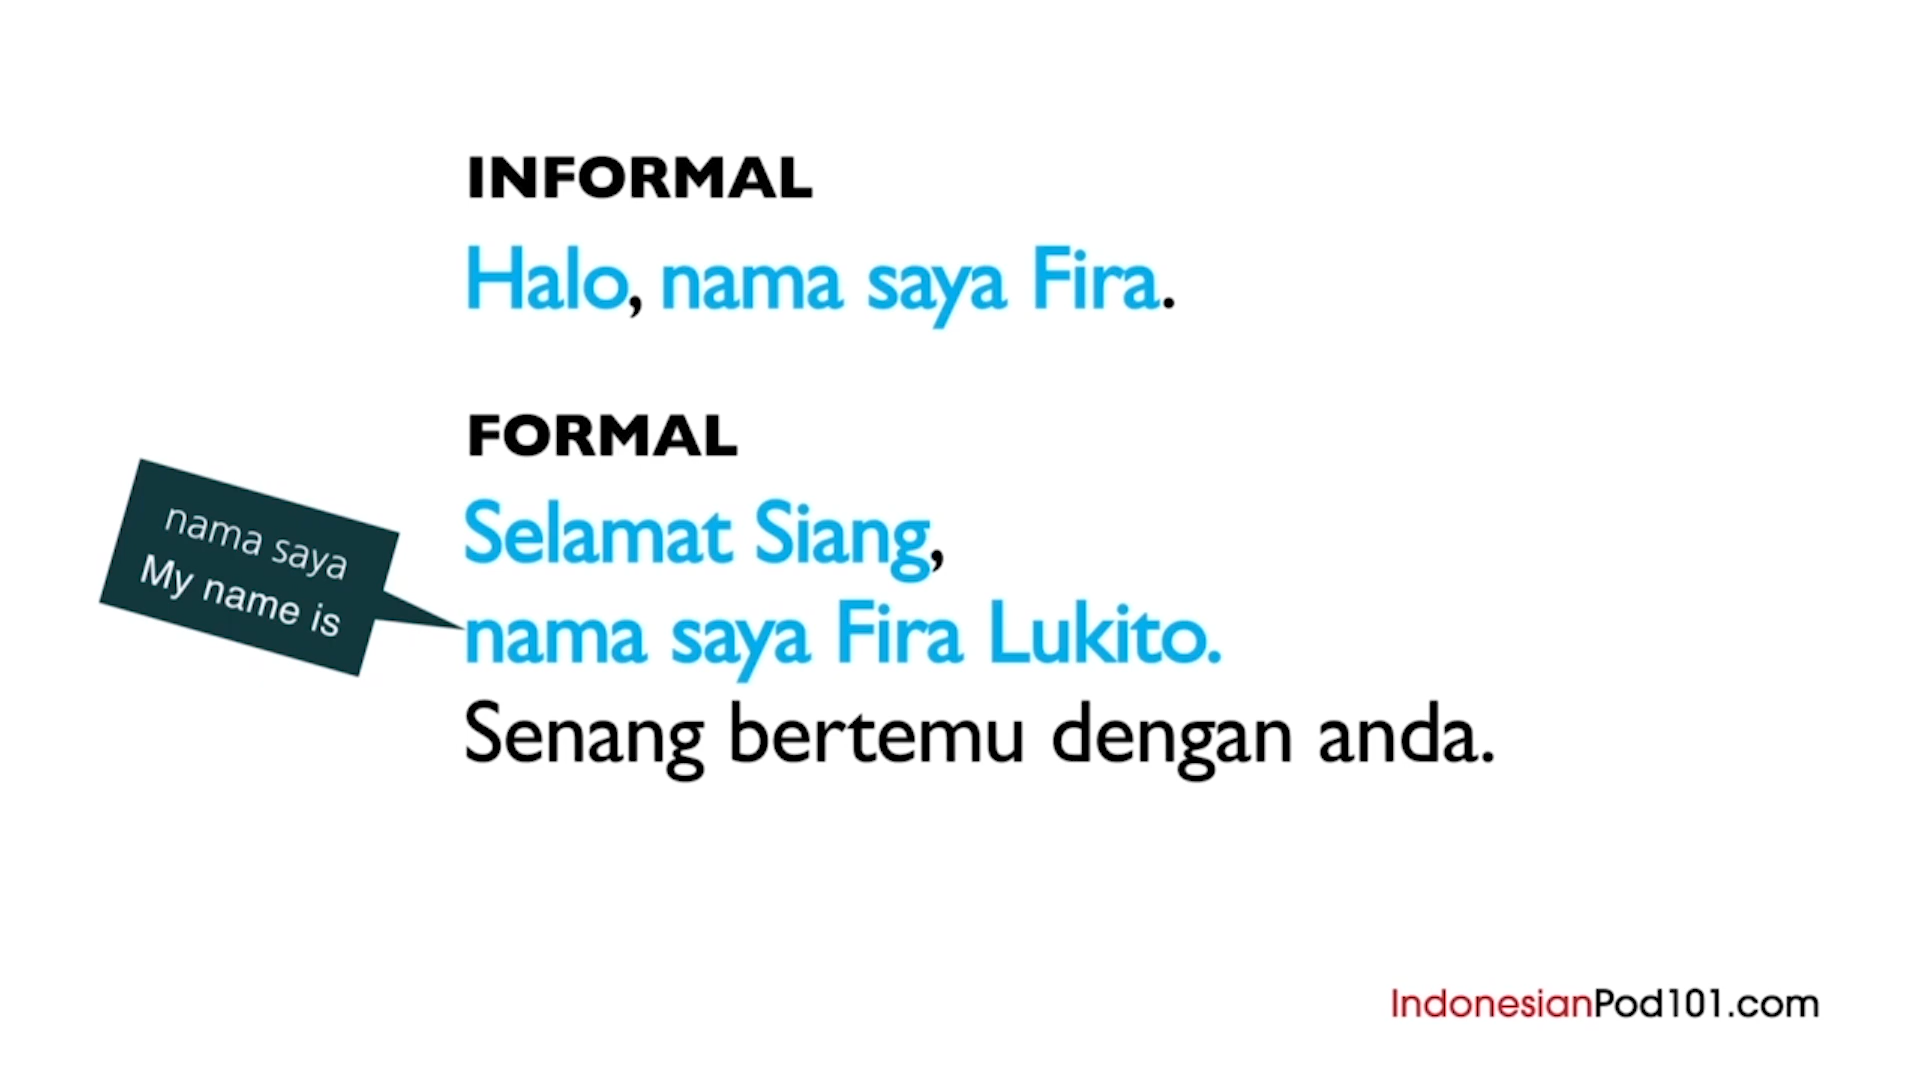 INFORMAL
Halo, nama saya Fira.
FORMAL
Selamat Siang,
nama saya Fira Lukito.
Senang bertemu dengan anda.
nama saya
My name is
IndonesianPod101.com